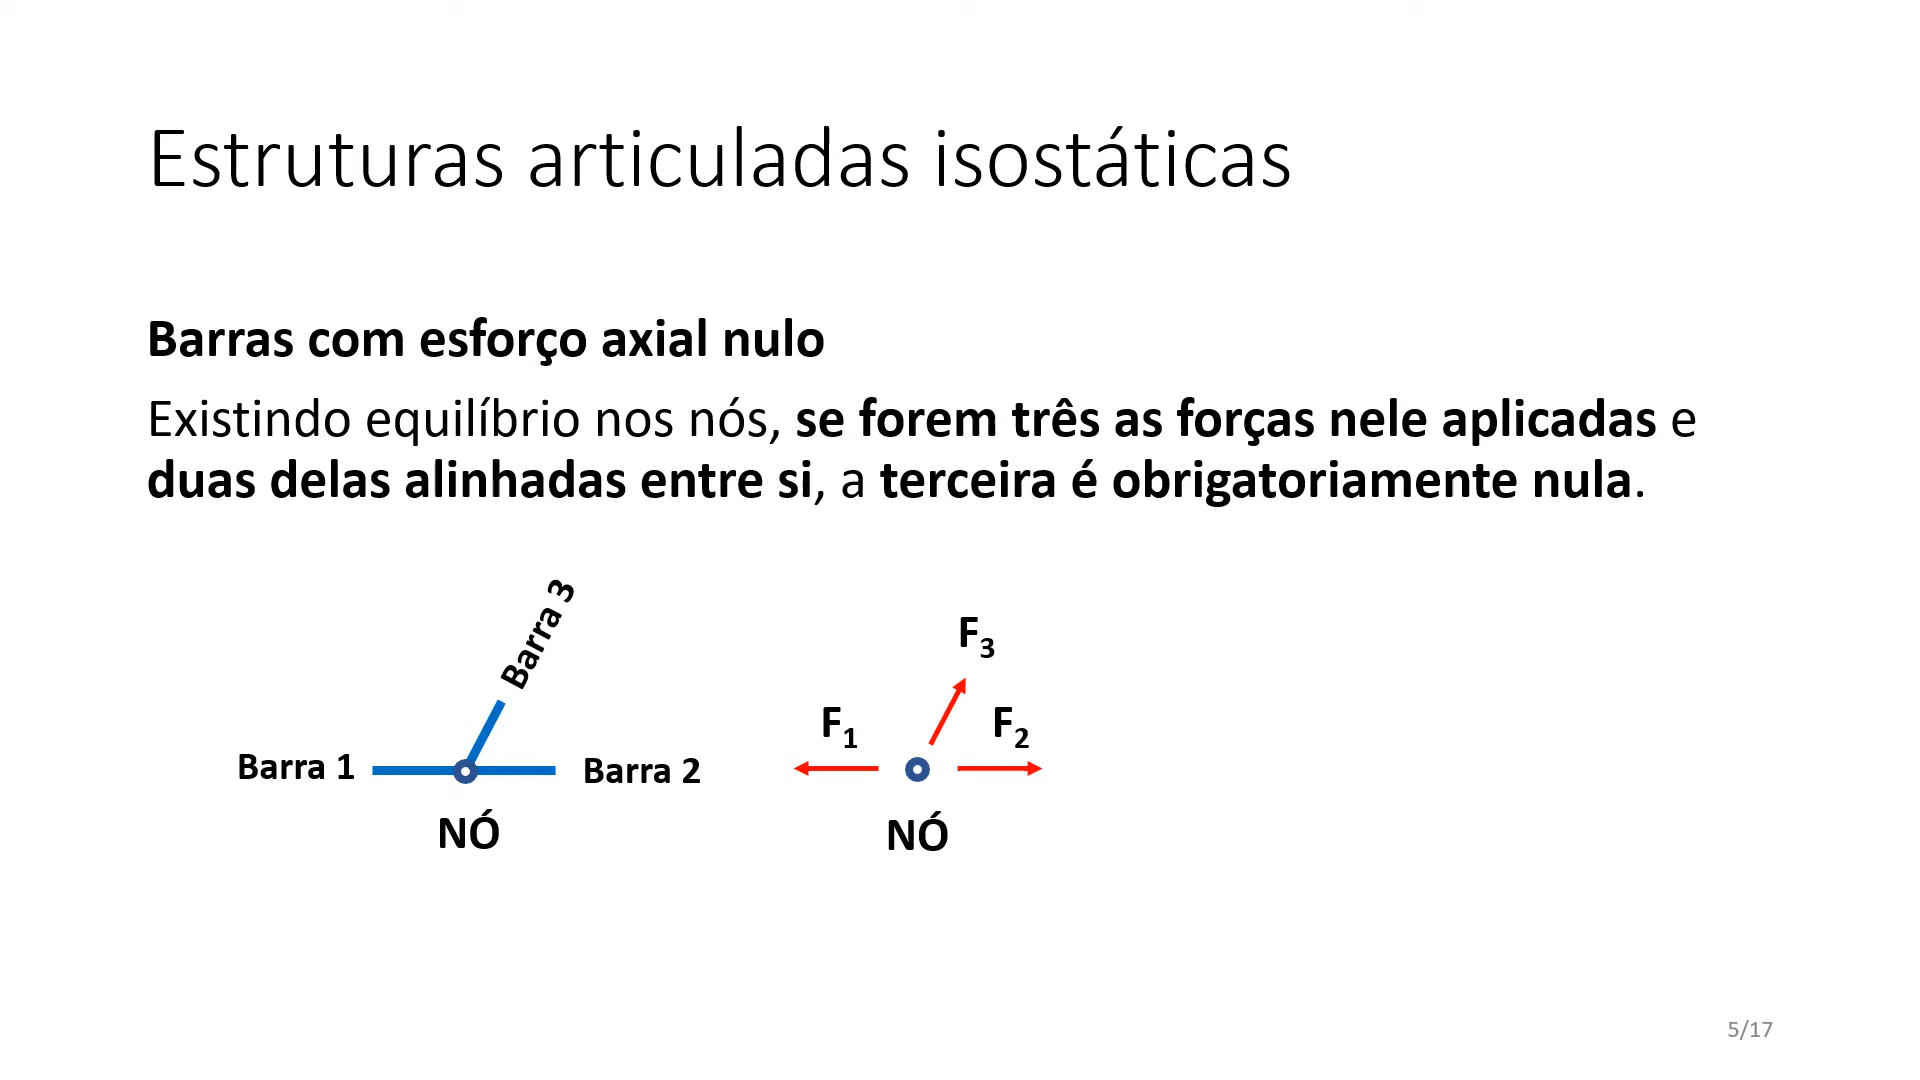 Estruturas articuladas isostáticas
Barras com esforço axial nulo
Existindo equilíbrio nos nós, se forem três as forças nele aplicadas e
duas delas alinhadas entre si, a terceira é obrigatoriamente nula.
Barra 3
Barra 1
Barra 2
NÓ
F3
F1
F2
NÓ
5/17